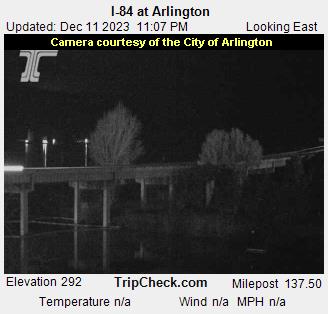 I-84 at Arlington
Updated: Dec 11 2023 11:07 PM Looking East
Camera courtesy of the City of Arlington
Elevation 292 TripCheck.com Milepost 137.50
Temperature n/a Wind n/a MPH n/a